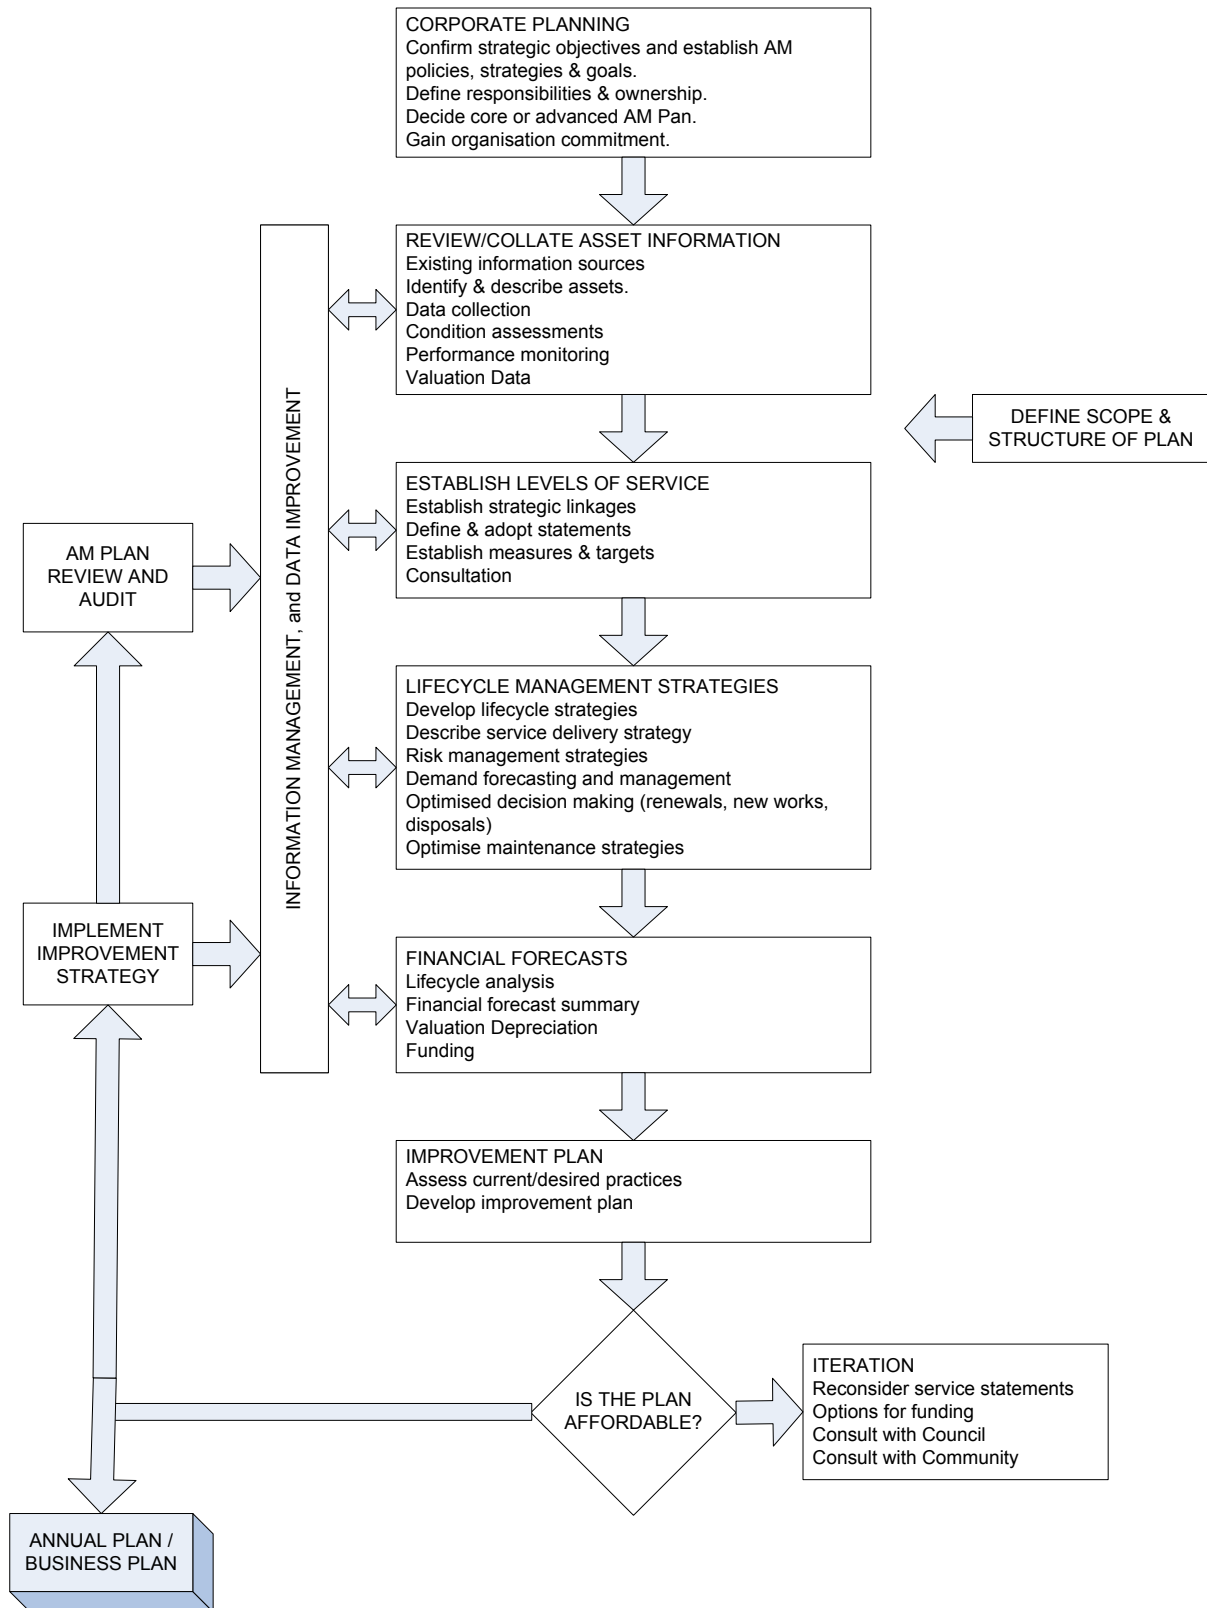 CORPORATE PLANNING
Confirm strategic objectives and establish AM
policies, strategies & goals.
Define responsibilities & ownership.
Decide core or advanced AM Pan.
Gain organisation commitment.
REVIEW/COLLATE ASSET INFORMATION
Existing information sources
Identify & describe assets.
Data collection
Condition assessments
Performance monitoring
Valuation Data
INFORMATION MANAGEMENT, and DATA IMPROVEMENT
DEFINE SCOPE &
STRUCTURE OF PLAN
ESTABLISH LEVELS OF SERVICE
Establish strategic linkages
Define & adopt statements
Establish measures & targets
Consultation
AM PLAN
REVIEW AND
AUDIT
LIFECYCLE MANAGEMENT STRATEGIES
Develop lifecycle strategies
Describe service delivery strategy
Risk management strategies
Demand forecasting and management
Optimised decision making (renewals, new works,
disposals)
Optimise maintenance strategies
IMPLEMENT
IMPROVEMENT
STRATEGY
FINANCIAL FORECASTS
Lifecycle analysis
Financial forecast summary
Valuation Depreciation
Funding
IMPROVEMENT PLAN
Assess current/desired practices
Develop improvement plan
IS THE PLAN
AFFORDABLE?
ITERATION
Reconsider service statements
Options for funding
Consult with Council
Consult with Community
ANNUAL PLAN /
BUSINESS PLAN